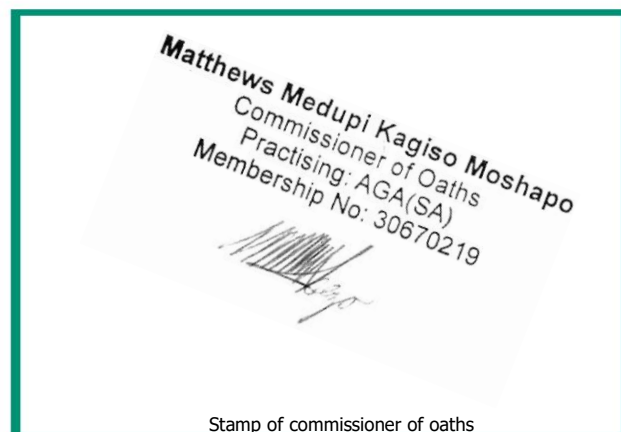 Matthews Medupi Kagiso Moshapo
Commissioner of Oaths
Practising: AGA(SA)
Membership No: 30670219
Stamp of commissioner of oaths